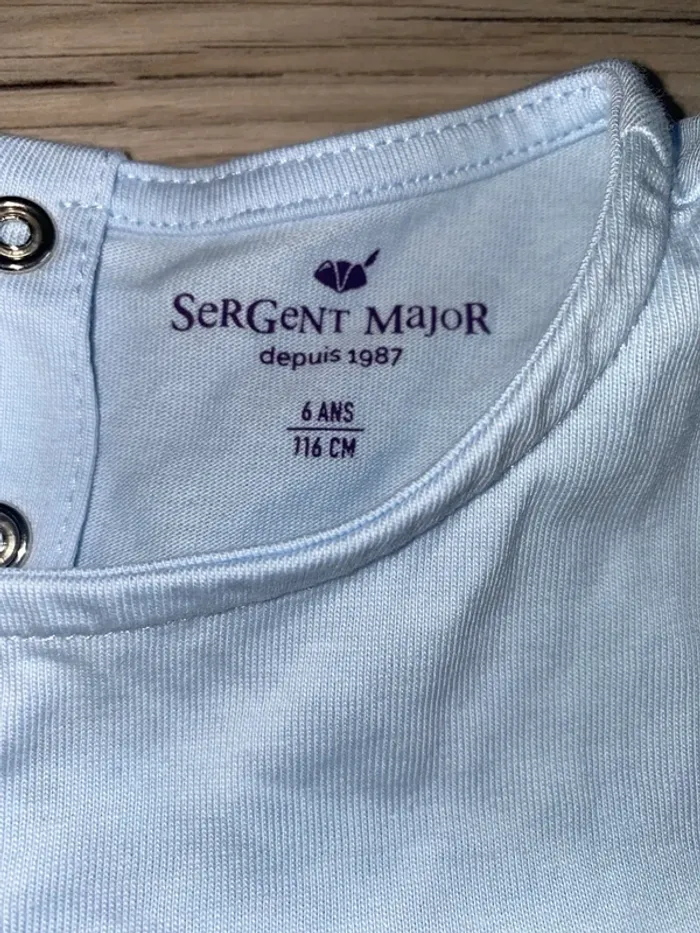 SeRGeNT MajoR
depuis 1987
6 ANS
116 CM